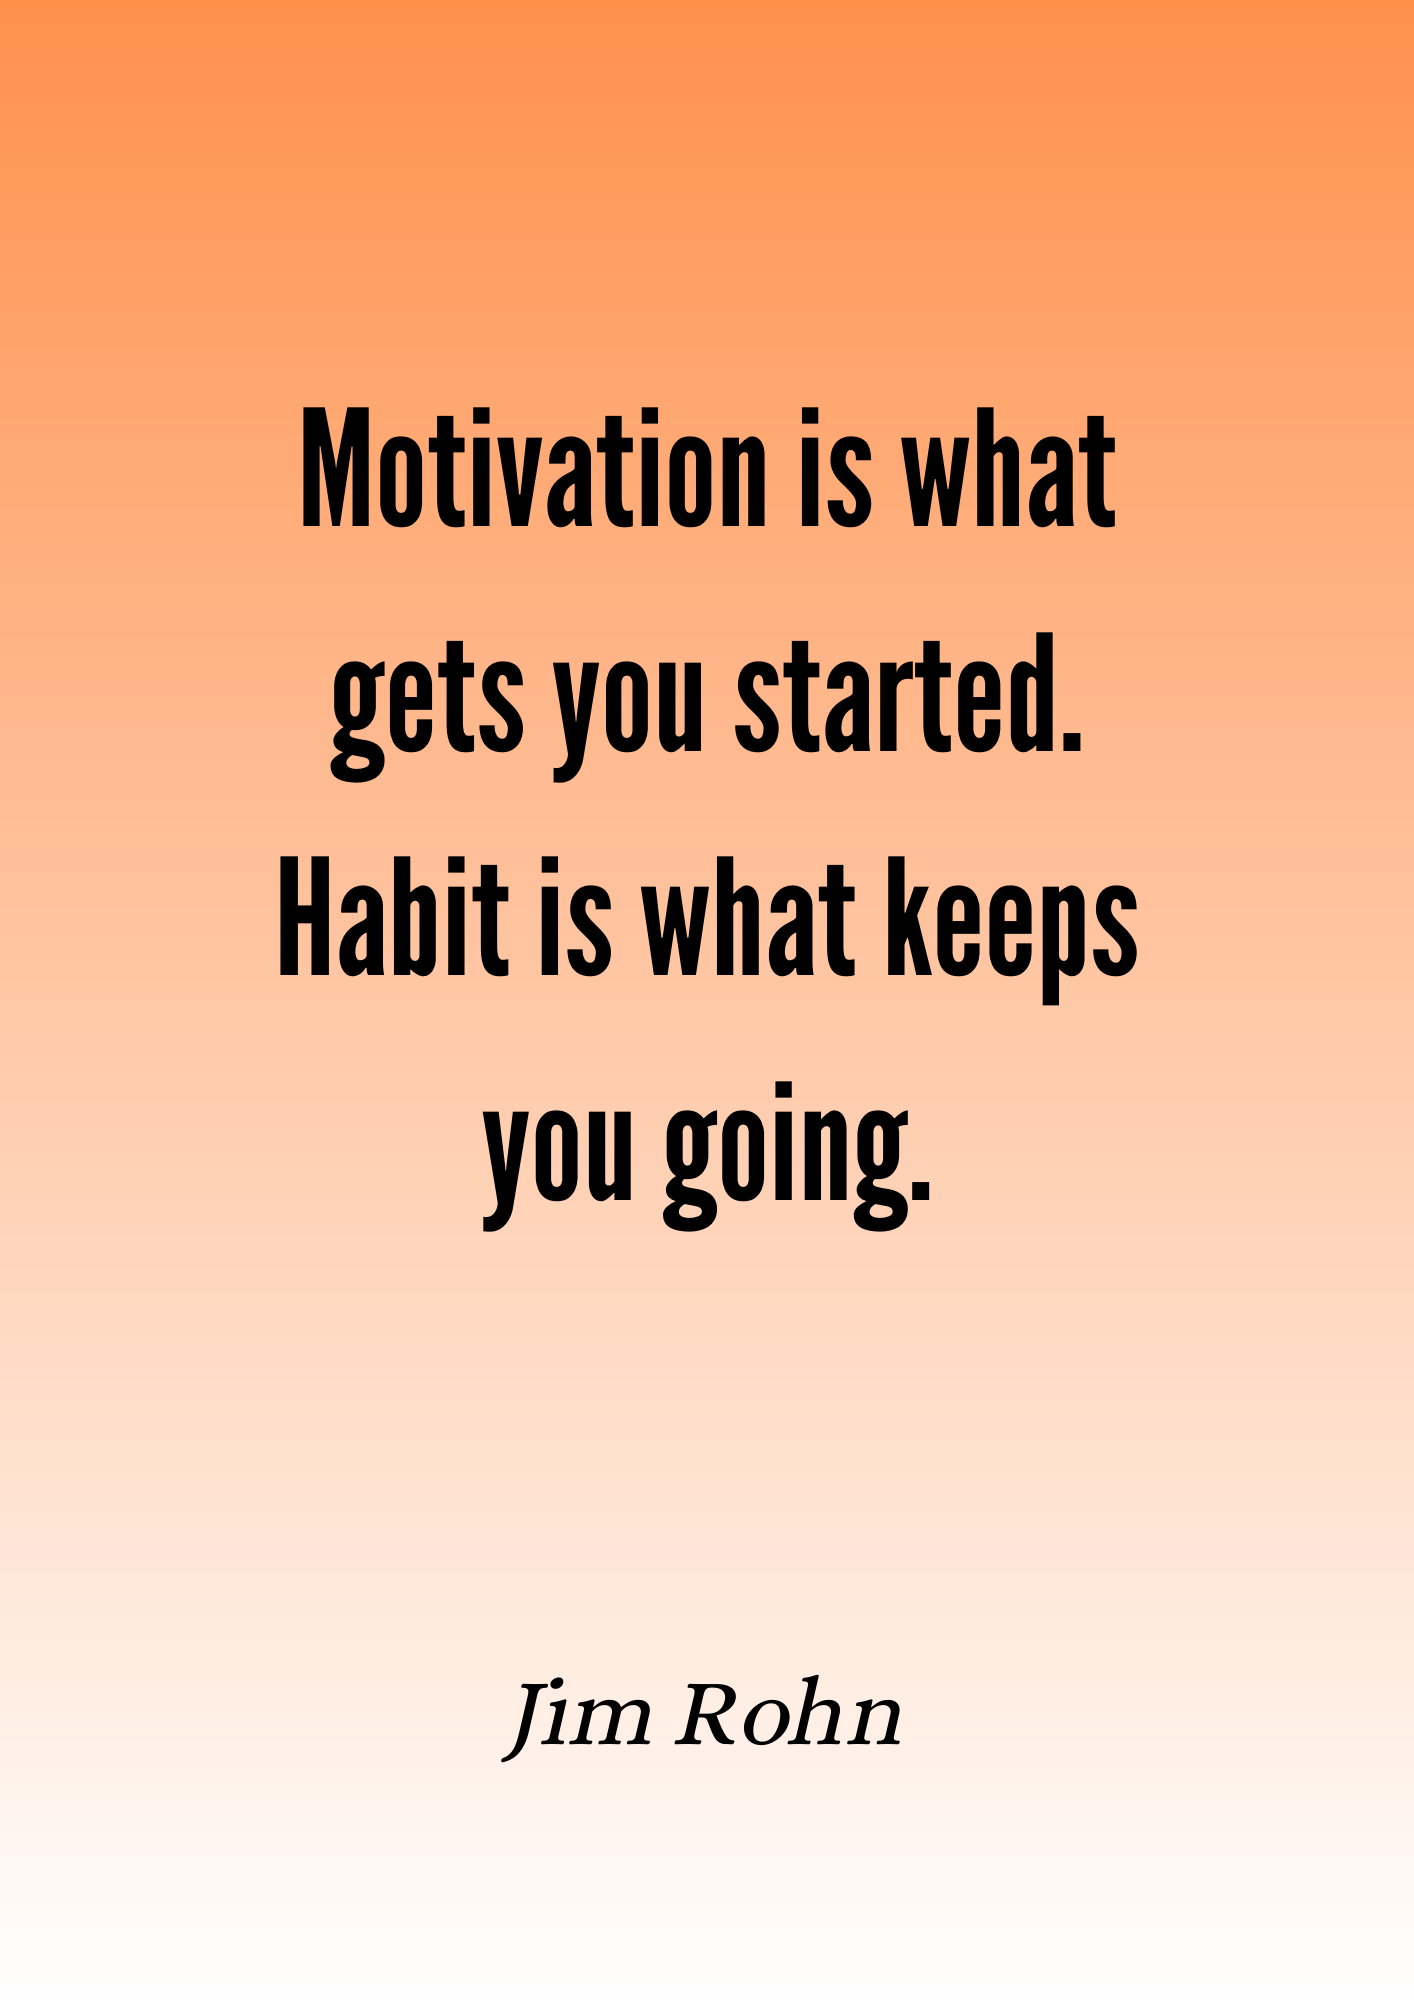 Motivation is what
gets you started.
Habit is what keeps
you going.
Jim Rohn